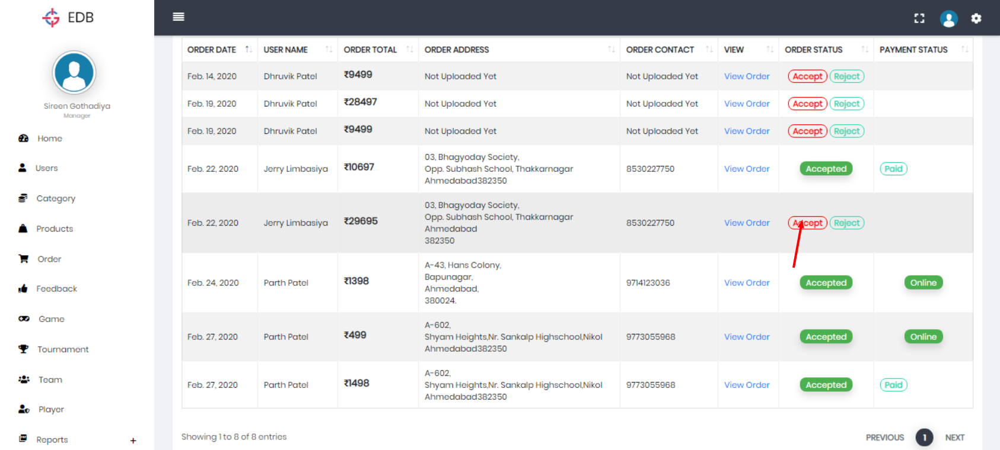 EDB
Sireen Gothadiya
Manager
Home
Users
Category
Products
Order
Feedback
Game
Tournament
Team
Player
Reports +
ORDER DATE USER NAME ORDER TOTAL ORDER ADDRESS ORDER CONTACT VIEW ORDER STATUS PAYMENT STATUS
Feb. 14, 2020 Dhruvik Patel ₹9499 Not Uploaded Yet Not Uploaded Yet View Order Accept Reject
Feb. 19, 2020 Dhruvik Patel ₹28497 Not Uploaded Yet Not Uploaded Yet View Order Accept Reject
Feb. 19, 2020 Dhruvik Patel ₹9499 Not Uploaded Yet Not Uploaded Yet View Order Accept Reject
03, Bhagyoday Society,
Feb. 22, 2020 Jerry Limbasiya ₹10697 Opp. Subhash School, Thakkarnagar 8530227750 View Order Accepted Paid
Ahmedabad382350
03, Bhagyoday Society,
Opp. Subhash School, Thakkarnagar
Feb. 22, 2020 Jerry Limbasiya ₹29695 Ahmedabad 8530227750 View Order Accept Reject
382350
A-43, Hans Colony,
Bapunagar,
Feb. 24, 2020 Parth Patel ₹1398 Ahmedabad, 9714123036 View Order Accepted Online
380024.
A-602,
Feb. 27, 2020 Parth Patel ₹499 Shyam Heights,Nr. Sankalp Highschool,Nikol 9773055968 View Order Accepted Online
Ahmedabad382350
A-602,
Feb. 27, 2020 Parth Patel ₹1498 Shyam Heights,Nr. Sankalp Highschool,Nikol 9773055968 View Order Accepted Paid
Ahmedabad382350
Showing 1 to 8 of 8 entries PREVIOUS 1 NEXT